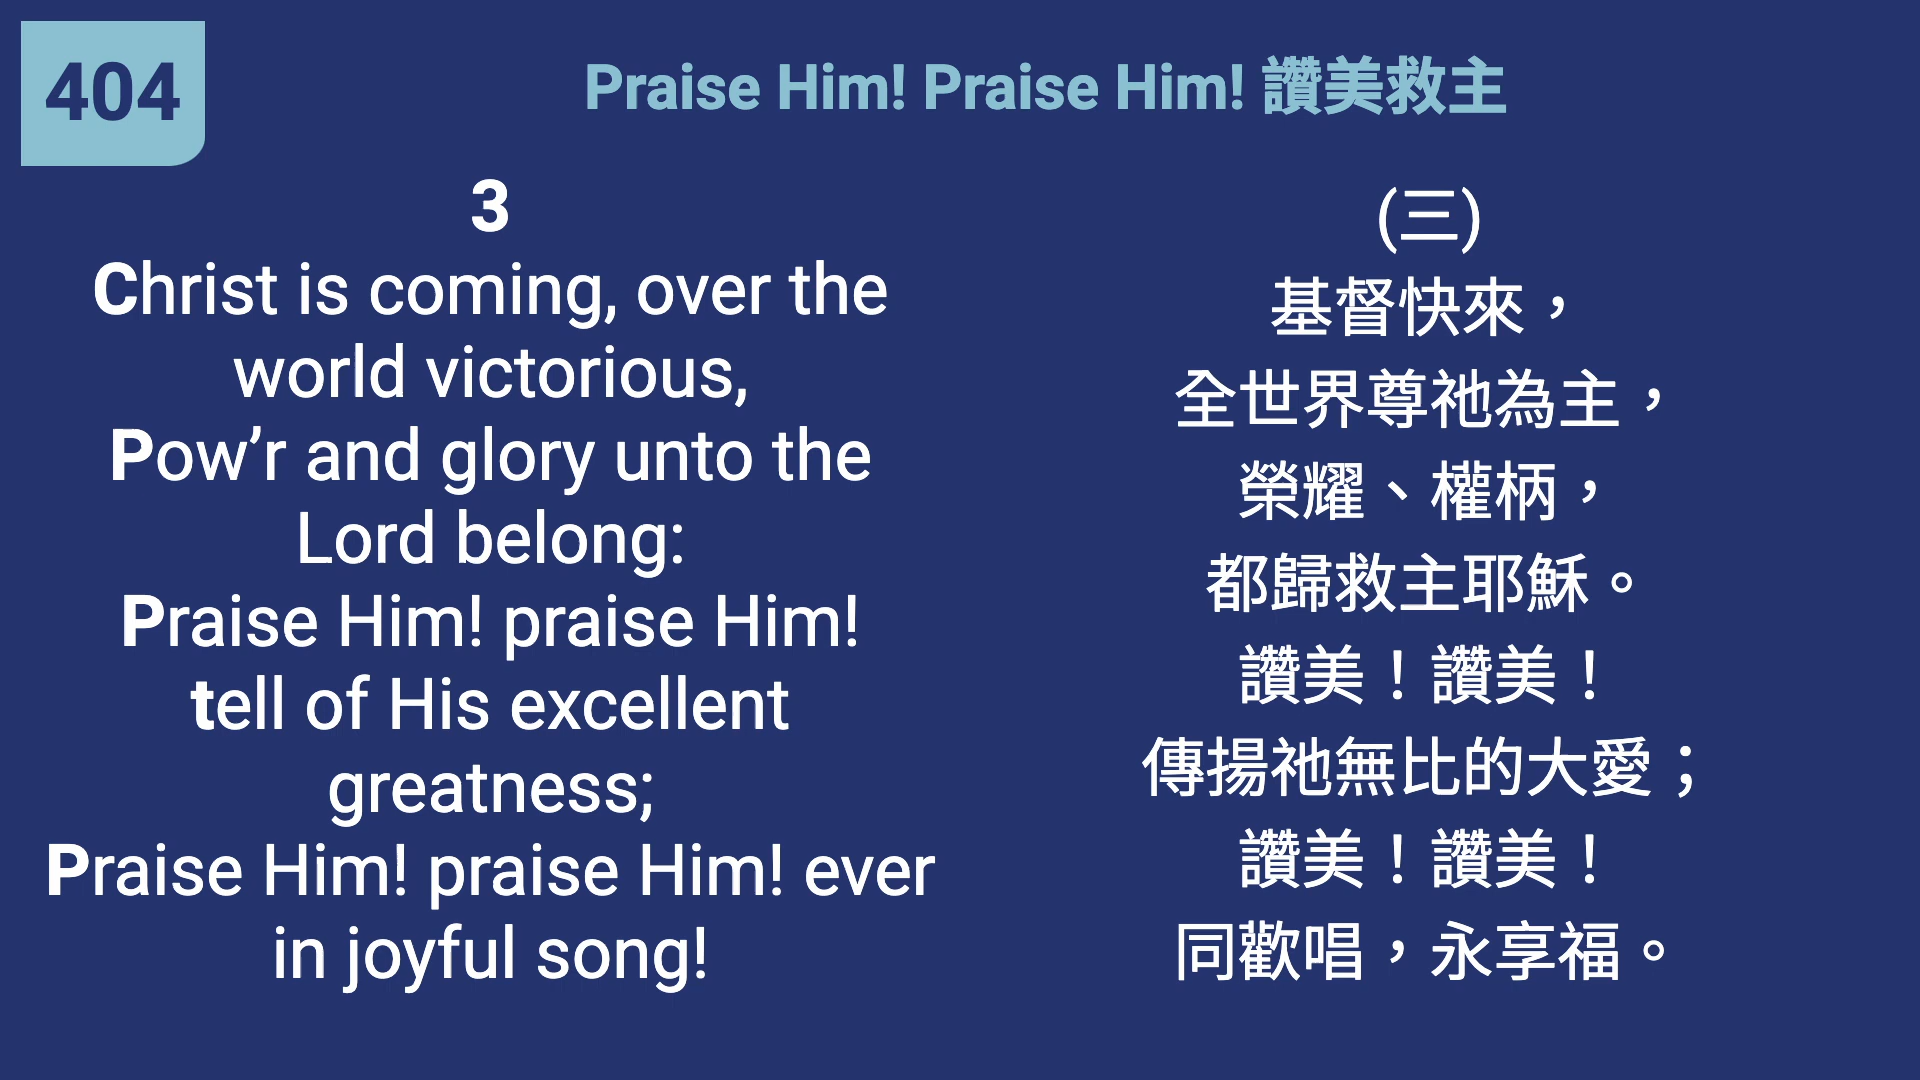 404
Praise Him! Praise Him! 讚美救主
3
Christ is coming, over the
world victorious,
Pow’r and glory unto the
Lord belong:
Praise Him! praise Him!
tell of His excellent
greatness;
Praise Him! praise Him! ever
in joyful song!
(三)
基督快來，
全世界尊祂為主，
榮耀、權柄，
都歸救主耶穌。
讚美！讚美！
傳揚祂無比的大愛；
讚美！讚美！
同歡唱，永享福。